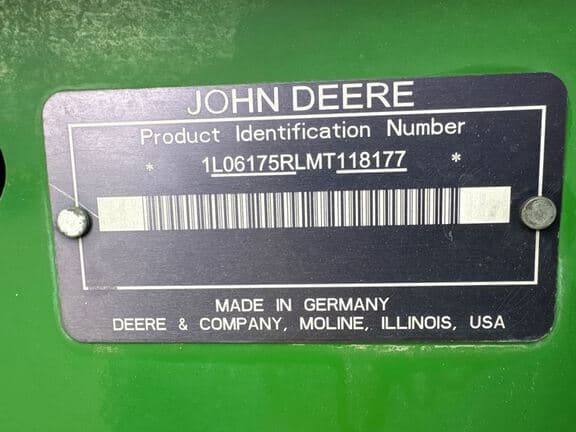 JOHN DEERE
Product Identification Number
* 1L06175RLMT118177 *
MADE IN GERMANY
DEERE & COMPANY, MOLINE, ILLINOIS, USA